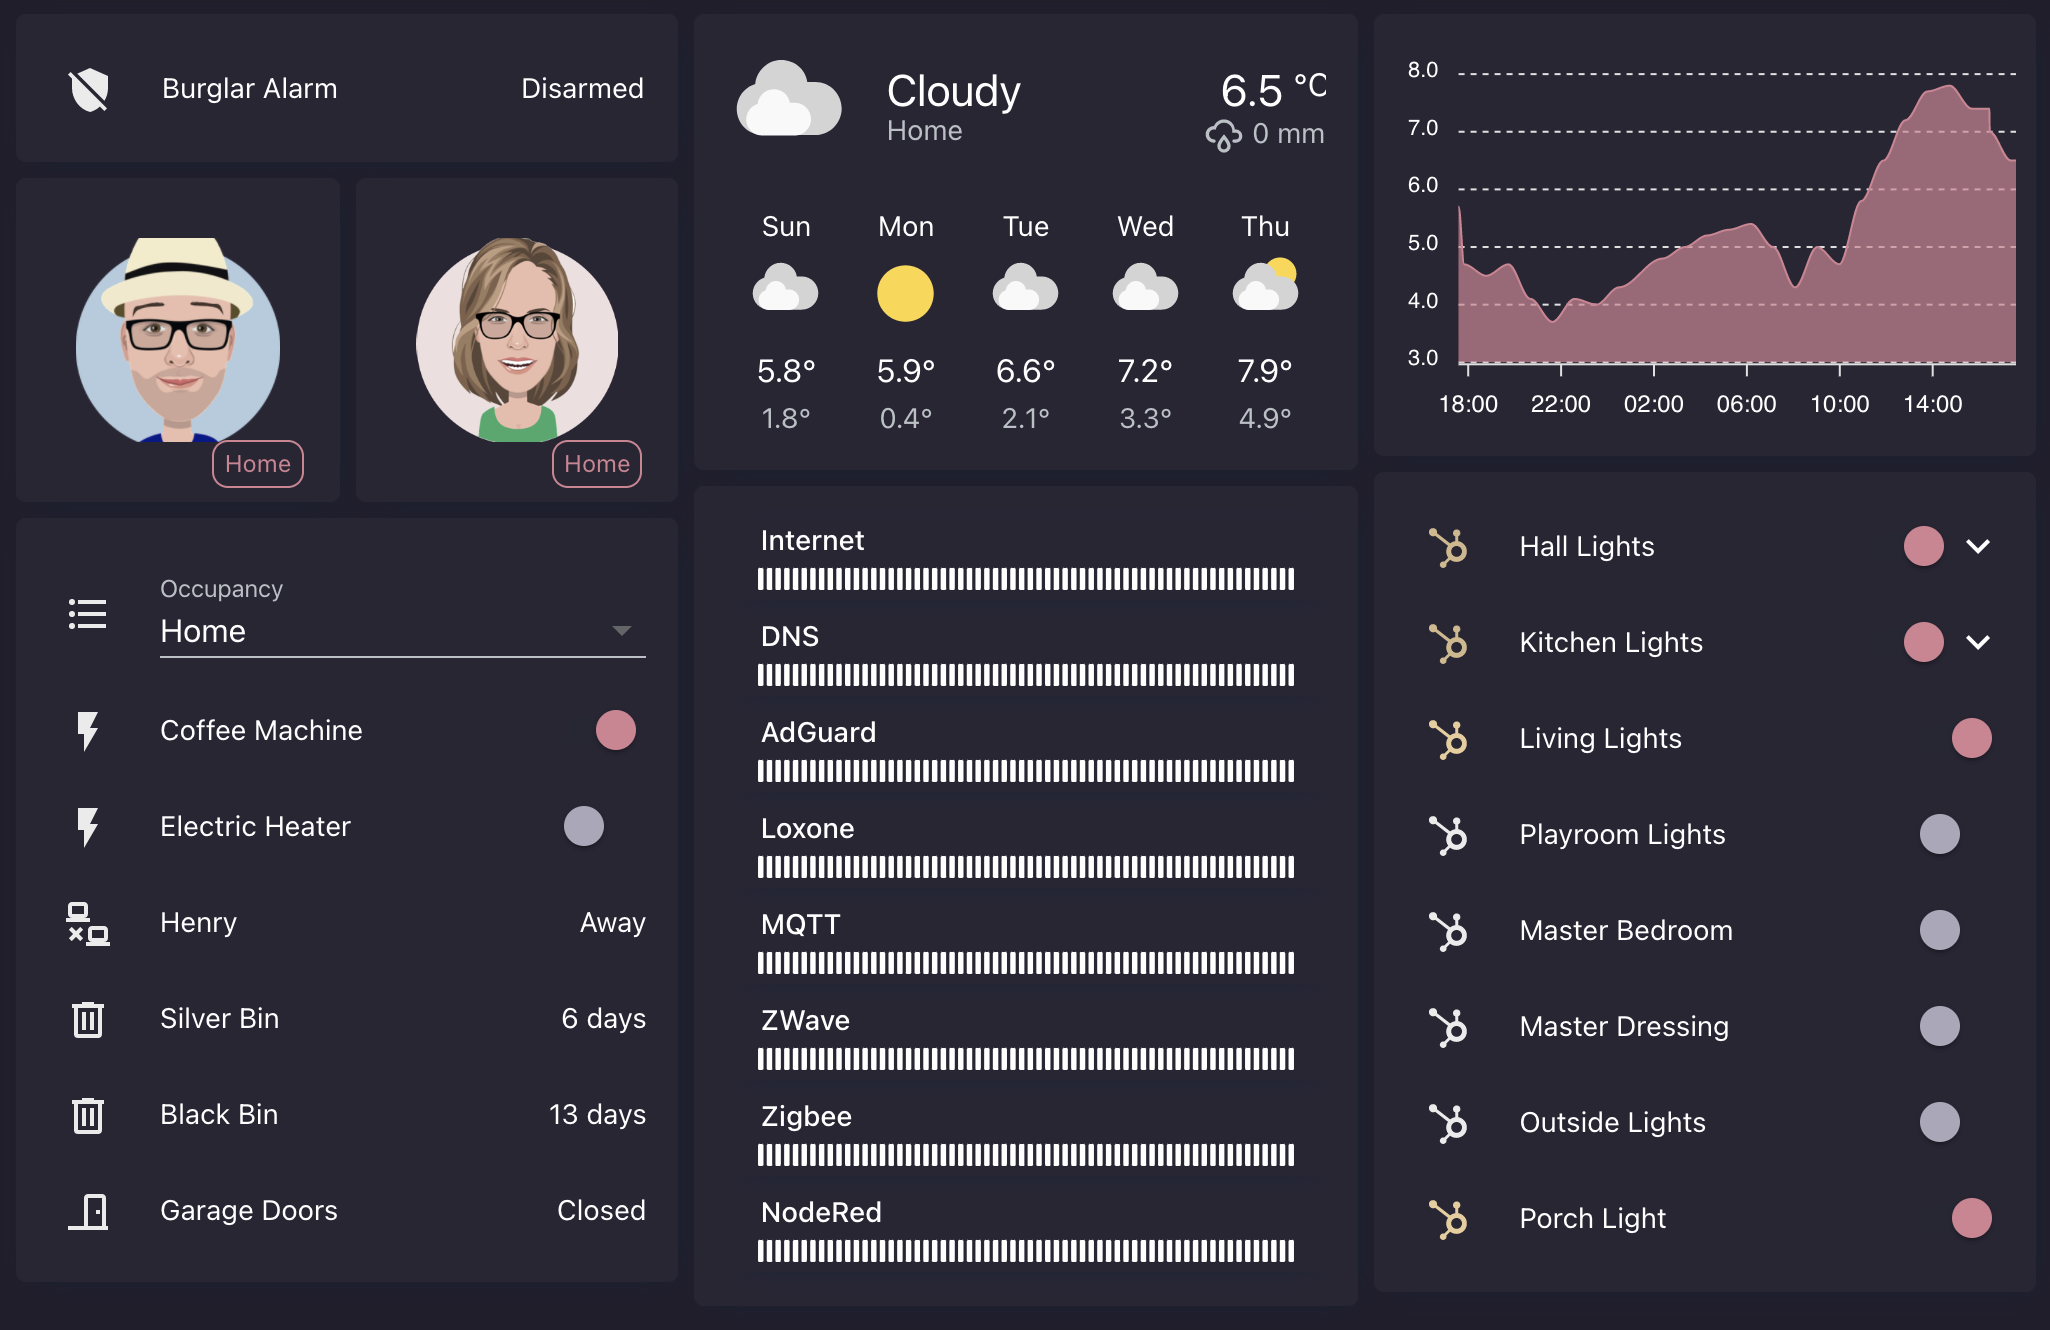 Burglar Alarm Disarmed
Home
Home
Occupancy
Home
Coffee Machine
Electric Heater
Henry Away
Silver Bin 6 days
Black Bin 13 days
Garage Doors Closed
Cloudy 6.5 °C
Home 0 mm
Sun Mon Tue Wed Thu
5.8° 5.9° 6.6° 7.2° 7.9°
1.8° 0.4° 2.1° 3.3° 4.9°
Internet
DNS
AdGuard
Loxone
MQTT
ZWave
Zigbee
NodeRed
8.0
7.0
6.0
5.0
4.0
3.0
18:00 22:00 02:00 06:00 10:00 14:00
Hall Lights
Kitchen Lights
Living Lights
Playroom Lights
Master Bedroom
Master Dressing
Outside Lights
Porch Light